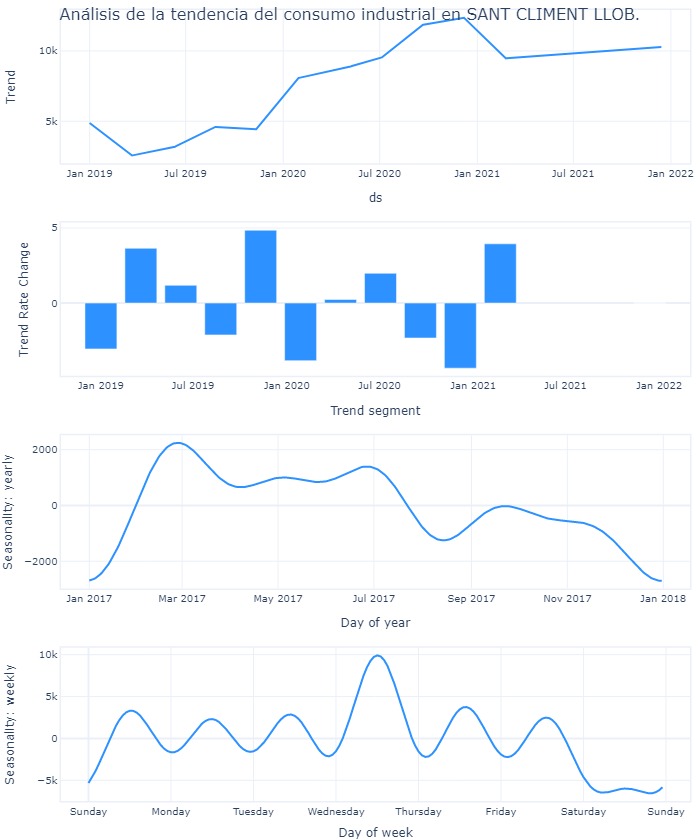 Análisis de la tendencia del consumo industrial en SANT CLIMENT LLOB.
10k
5k
Trend
Jan 2019 Jul 2019 Jan 2020 Jul 2020 Jan 2021 Jul 2021 Jan 2022
ds
5
0
Trend Rate Change
Jan 2019 Jul 2019 Jan 2020 Jul 2020 Jan 2021 Jul 2021 Jan 2022
Trend segment
2000
0
−2000
Seasonality: yearly
Jan 2017 Mar 2017 May 2017 Jul 2017 Sep 2017 Nov 2017 Jan 2018
Day of year
10k
5k
0
−5k
Seasonality: weekly
Sunday Monday Tuesday Wednesday Thursday Friday Saturday Sunday
Day of week